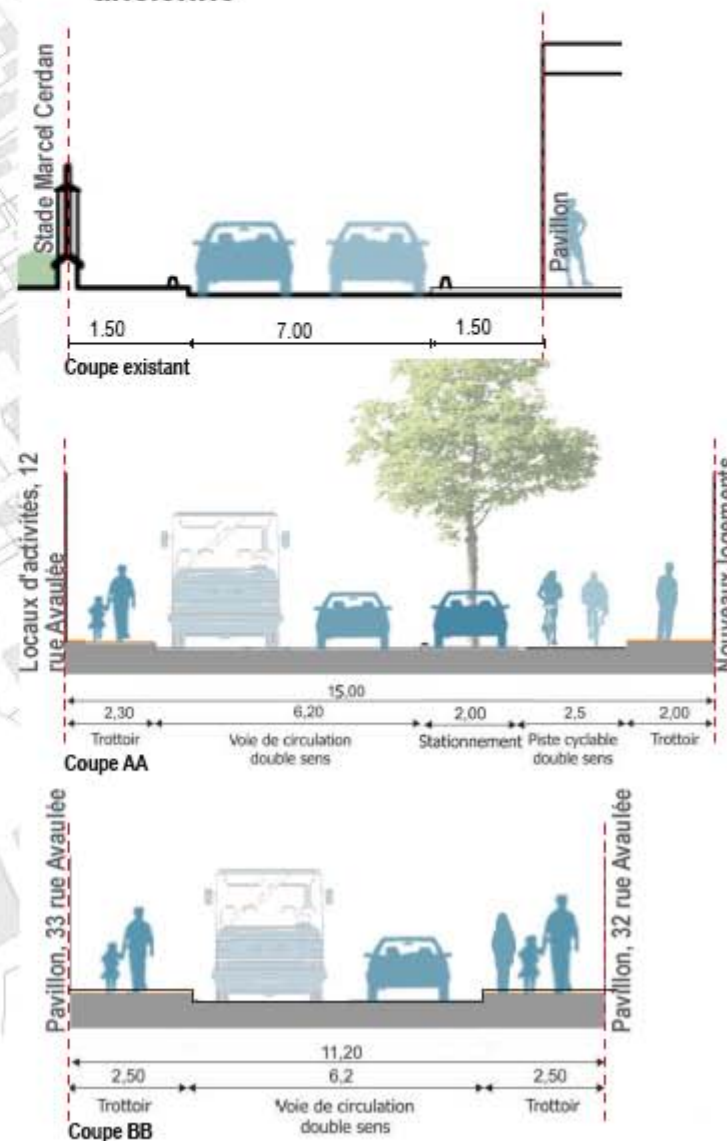 Stade Marcel Cerdan
Pavillon
1.50 7.00 1.50
Coupe existant
Locaux d'activités, 12
rue Avaulée
Nouveaux logements
15,00
2,30 6,20 2,00 2,5 2,00
Trottoir Voie de circulation Stationnement Piste cyclable Trottoir
double sens double sens
Coupe AA
Pavillon, 33 rue Avaulée
Pavillon, 32 rue Avaulée
11,20
2,50 6,2 2,50
Trottoir Voie de circulation Trottoir
double sens
Coupe BB